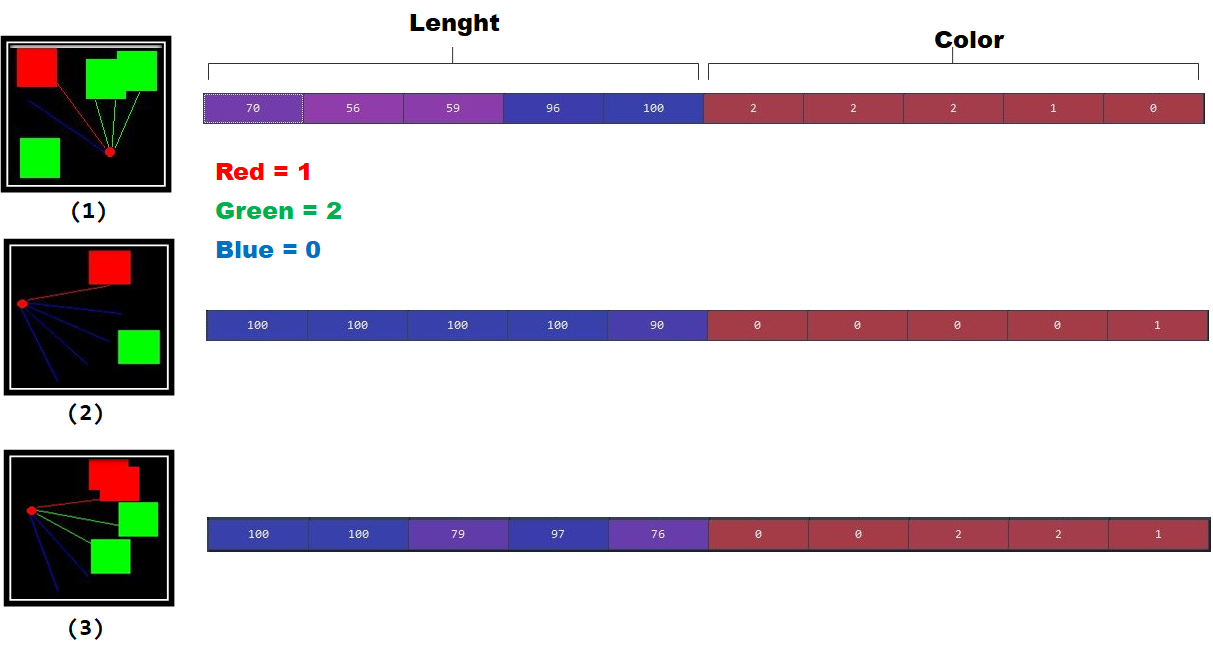 Lenght
Color
70 56 59 96 100 2 2 2 1 0
Red = 1
(1)
Green = 2
Blue = 0
100 100 100 100 90 0 0 0 0 1
(2)
100 100 79 97 76 0 0 2 2 1
(3)